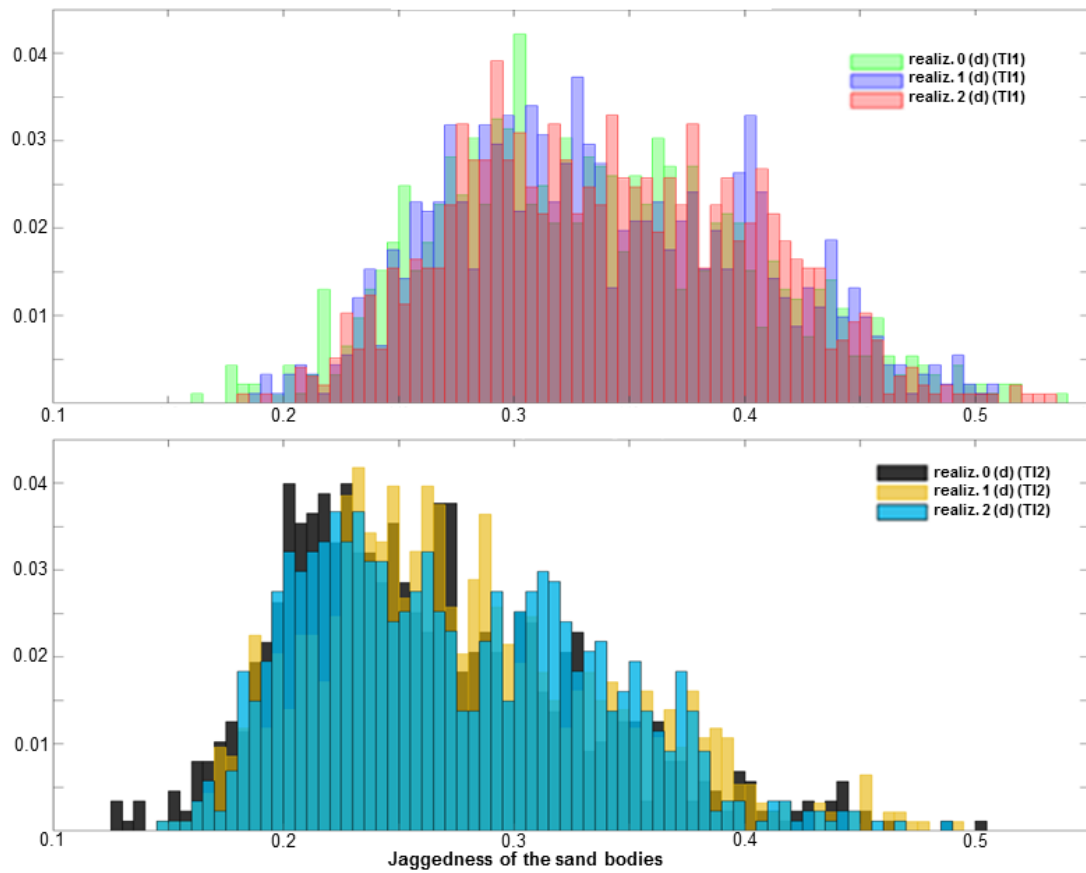 0.04
0.03
0.02
0.01
realiz. 0 (d) (TI1)
realiz. 1 (d) (TI1)
realiz. 2 (d) (TI1)
0.1 0.2 0.3 0.4 0.5
0.04
0.03
0.02
0.01
realiz. 0 (d) (TI2)
realiz. 1 (d) (TI2)
realiz. 2 (d) (TI2)
0.1 0.2 0.3 0.4 0.5
Jaggedness of the sand bodies